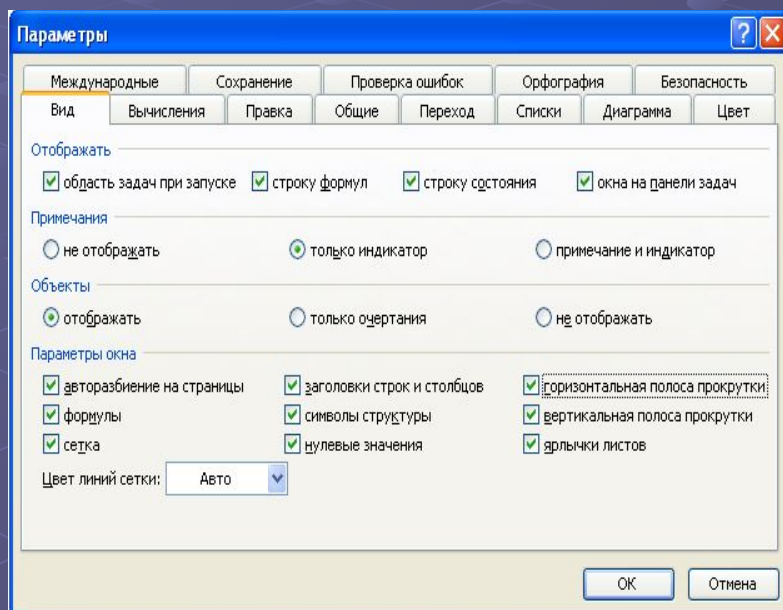 Параметры
Международные Сохранение Проверка ошибок Орфография Безопасность
Вид Вычисления Правка Общие Переход Списки Диаграмма Цвет
Отображать
область задач при запуске строку формул строку состояния окна на панели задач
Примечания
не отображать только индикатор примечание и индикатор
Объекты
отображать только очертания не отображать
Параметры окна
авторазбиение на страницы заголовки строк и столбцов горизонтальная полоса прокрутки
формулы символы структуры вертикальная полоса прокрутки
сетка нулевые значения ярлычки листов
Цвет линий сетки: Авто
ОК Отмена